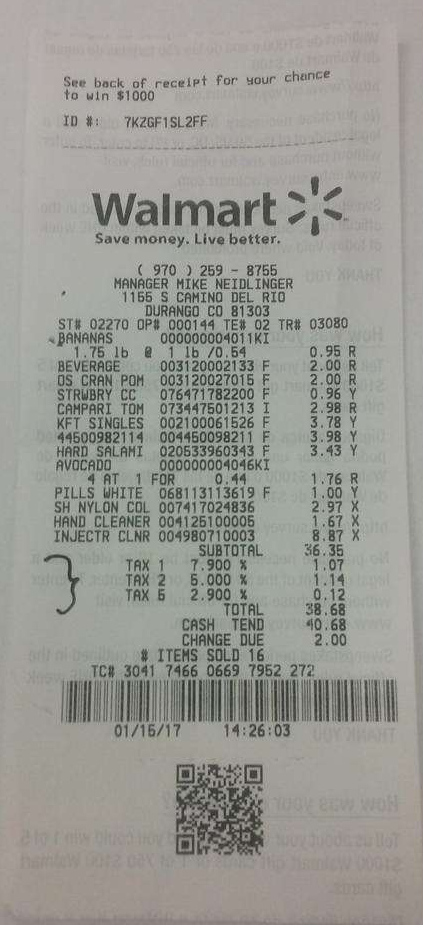 See back of receipt for your chance
to win $1000
ID #: 7KZGF1SL2FF
Walmart
Save money. Live better.
( 970 ) 259 - 8755
MANAGER MIKE NEIDLINGER
1155 S CAMINO DEL RIO
DURANGO CO 81303
ST# 02270 OP# 000144 TE# 02 TR# 03080
BANANAS 000000004011KI
1.75 lb @ 1 lb /0.54 0.95 R
BEVERAGE 003120002133 F 2.00 R
OS CRAN POM 003120027015 F 2.00 R
STRWBRY CC 076471782200 F 0.96 Y
CAMPARI TOM 073447501213 I 2.98 R
KFT SINGLES 002100061526 F 3.78 Y
44500982114 004450098211 F 3.98 Y
HARD SALAMI 020533960343 F 3.43 Y
AVOCADO 000000004046KI
4 AT 1 FOR 0.44 1.76 R
PILLS WHITE 068113113619 F 1.00 Y
SH NYLON COL 007417024836 2.97 X
HAND CLEANER 004125100005 1.67 X
INJECTR CLNR 004980710003 8.87 X
SUBTOTAL 36.35
TAX 1 7.900 % 1.07
TAX 2 5.000 % 1.14
TAX 5 2.900 % 0.12
TOTAL 38.68
CASH TEND 40.68
CHANGE DUE 2.00
# ITEMS SOLD 16
TC# 3041 7466 0669 7952 272
01/15/17 14:26:03